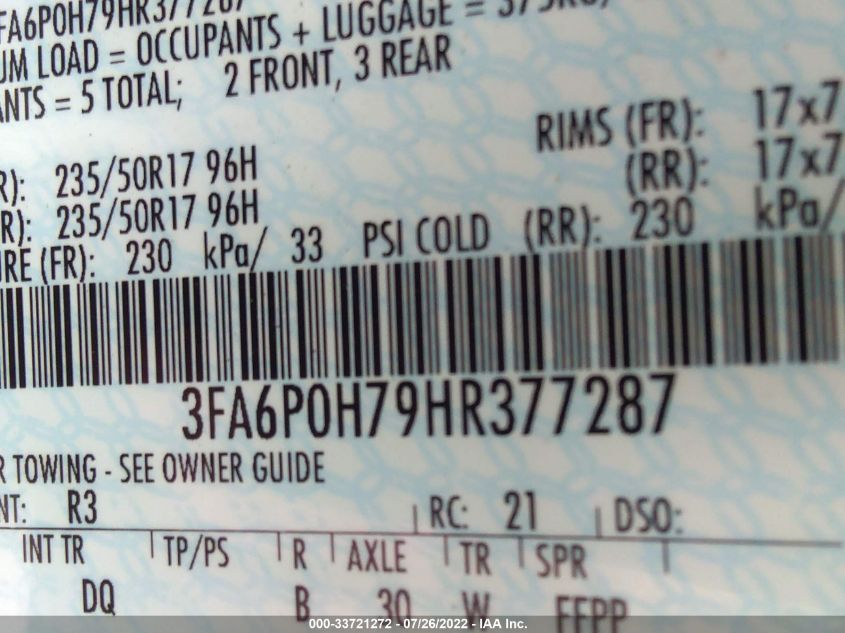 FA6P0H79HR377287
UM LOAD = OCCUPANTS + LUGGAGE = 375KG/
ANTS = 5 TOTAL; 2 FRONT, 3 REAR
RIMS (FR): 17x7
R): 235/50R17 96H (RR): 17x7
R): 235/50R17 96H
IRE (FR): 230 kPa/ 33 PSI COLD (RR): 230 kPa/
3FA6P0H79HR377287
R TOWING - SEE OWNER GUIDE
NT: R3 RC: 21 DSO:
INT TR TP/PS R AXLE TR SPR
DQ B 30 W FFPP
000-33721272 - 07/26/2022 - IAA Inc.